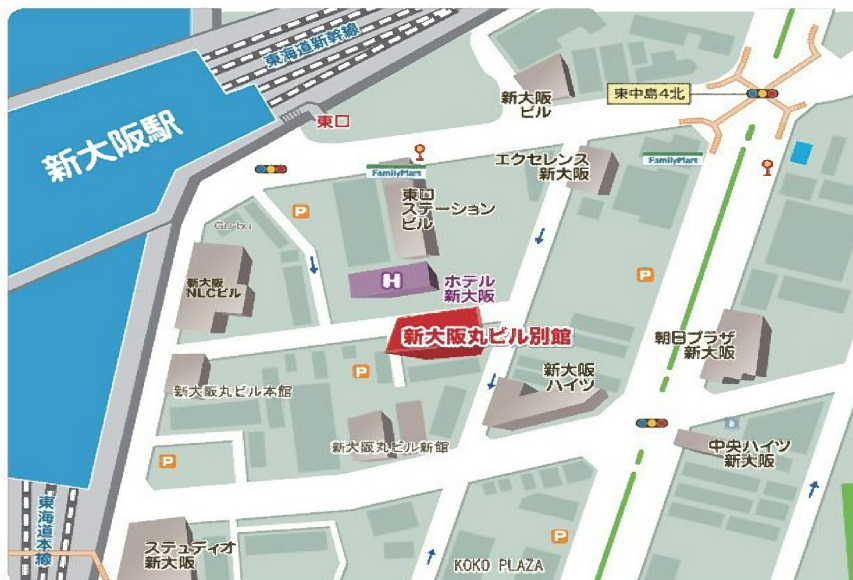 東海道新幹線
新大阪駅
東口
新大阪
ビル
東中島4北
FamilyMart
エクセレンス
新大阪
FamilyMart
東口
ステーション
ビル
P
新大阪
NLCビル
H
ホテル
新大阪
P
新大阪丸ビル別館
朝日プラザ
新大阪
新大阪丸ビル本館
P
新大阪
ハイツ
新大阪丸ビル新館
P
中央ハイツ
新大阪
東海道本線
ステュディオ
新大阪
P
KOKO PLAZA